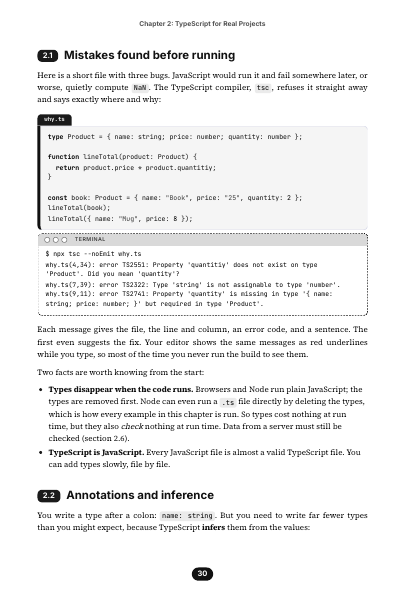 Chapter 2: TypeScript for Real Projects
2.1 Mistakes found before running
Here is a short file with three bugs. JavaScript would run it and fail somewhere later, or
worse, quietly compute NaN. The TypeScript compiler, tsc, refuses it straight away
and says exactly where and why:
why.ts
type Product = { name: string; price: number; quantity: number };
function lineTotal(product: Product) {
return product.price * product.quantitiy;
}
const book: Product = { name: "Book", price: "25", quantity: 2 };
lineTotal(book);
lineTotal({ name: "Mug", price: 8 });
TERMINAL
$ npx tsc --noEmit why.ts
why.ts(4,34): error TS2551: Property 'quantitiy' does not exist on type
'Product'. Did you mean 'quantity'?
why.ts(7,39): error TS2322: Type 'string' is not assignable to type 'number'.
why.ts(9,11): error TS2741: Property 'quantity' is missing in type '{ name:
string; price: number; }' but required in type 'Product'.
Each message gives the file, the line and column, an error code, and a sentence. The
first even suggests the fix. Your editor shows the same messages as red underlines
while you type, so most of the time you never run the build to see them.
Two facts are worth knowing from the start:
• Types disappear when the code runs. Browsers and Node run plain JavaScript; the
types are removed first. Node can even run a .ts file directly by deleting the types,
which is how every example in this chapter is run. So types cost nothing at run
time, but they also check nothing at run time. Data from a server must still be
checked (section 2.6).
• TypeScript is JavaScript. Every JavaScript file is almost a valid TypeScript file. You
can add types slowly, file by file.
2.2 Annotations and inference
You write a type after a colon: name: string. But you need to write far fewer types
than you might expect, because TypeScript infers them from the values:
30